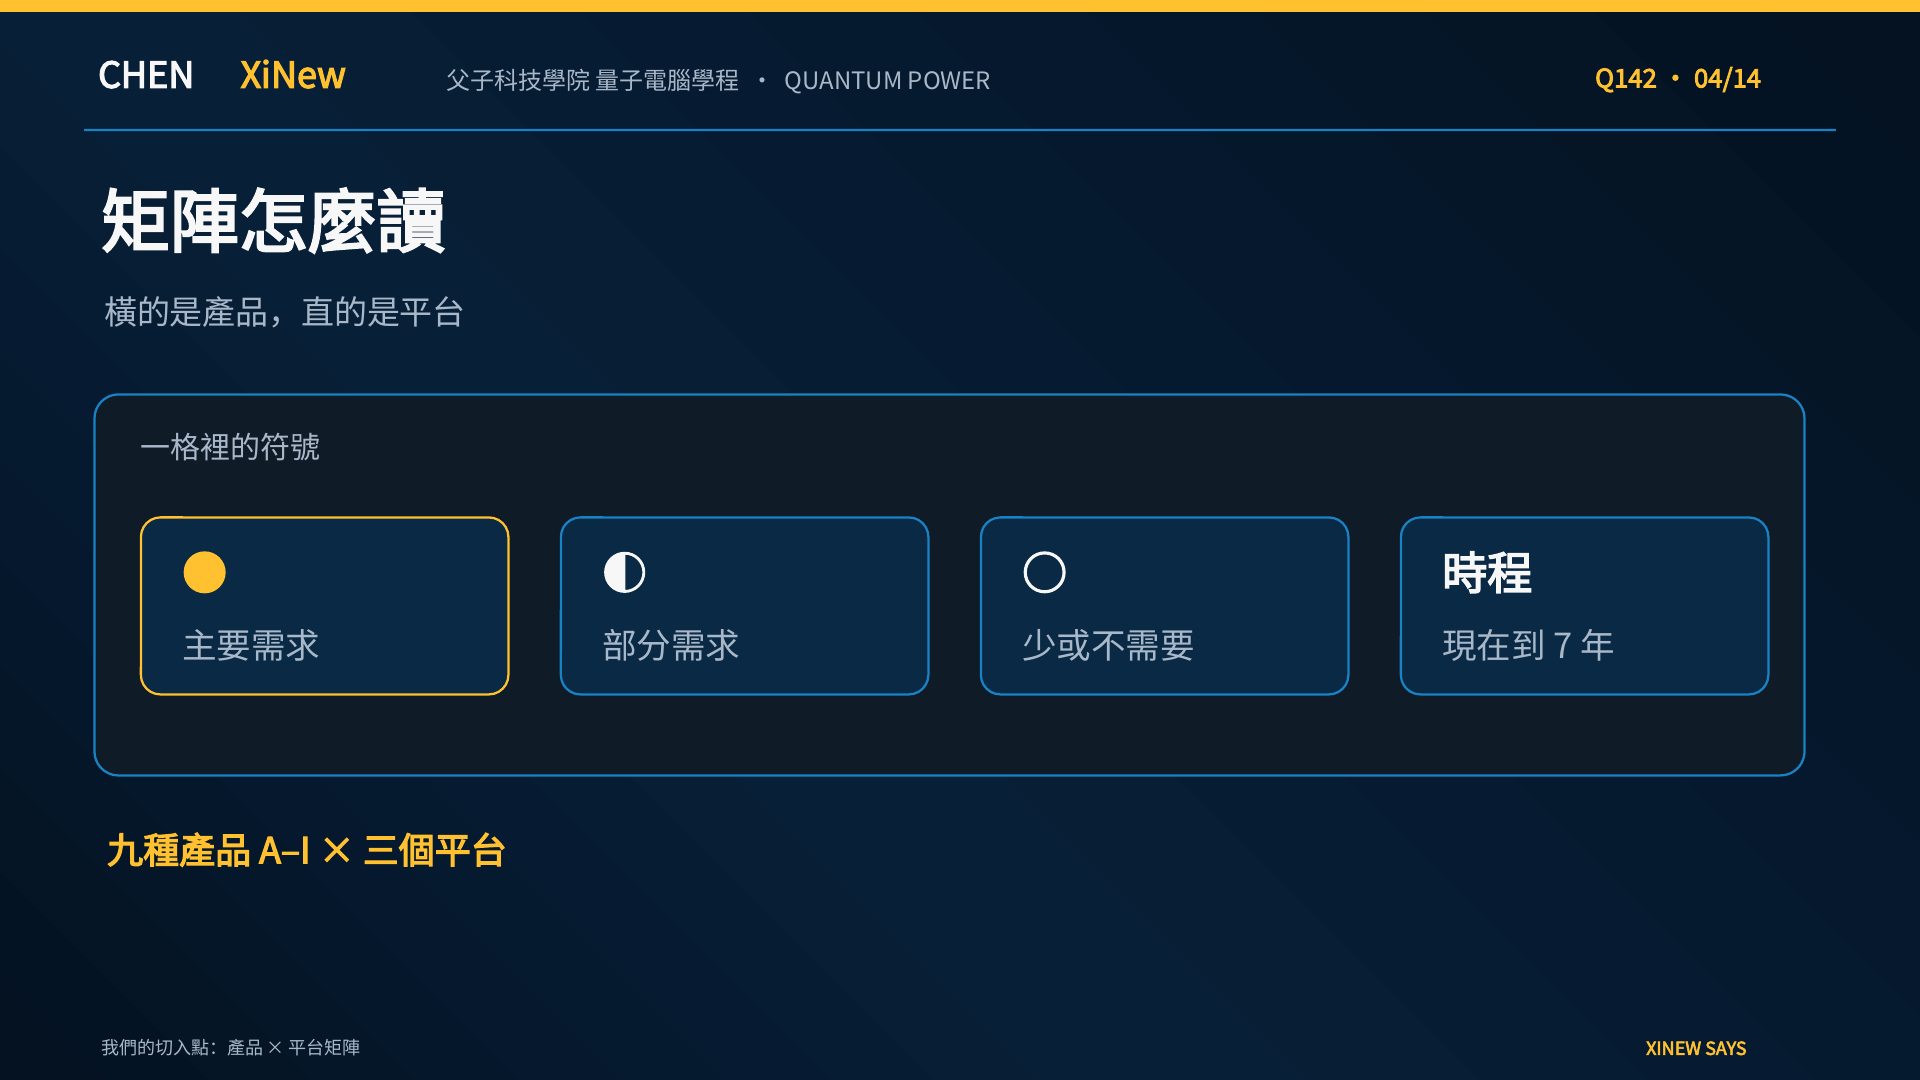 CHEN XiNew 父子科技學院 量子電腦學程 · QUANTUM POWER Q142 · 04/14
矩陣怎麼讀
橫的是產品，直的是平台
一格裡的符號
● ◐ ○ 時程
主要需求 部分需求 少或不需要 現在到 7 年
九種產品 A–I × 三個平台
我們的切入點：產品 × 平台矩陣 XINEW SAYS